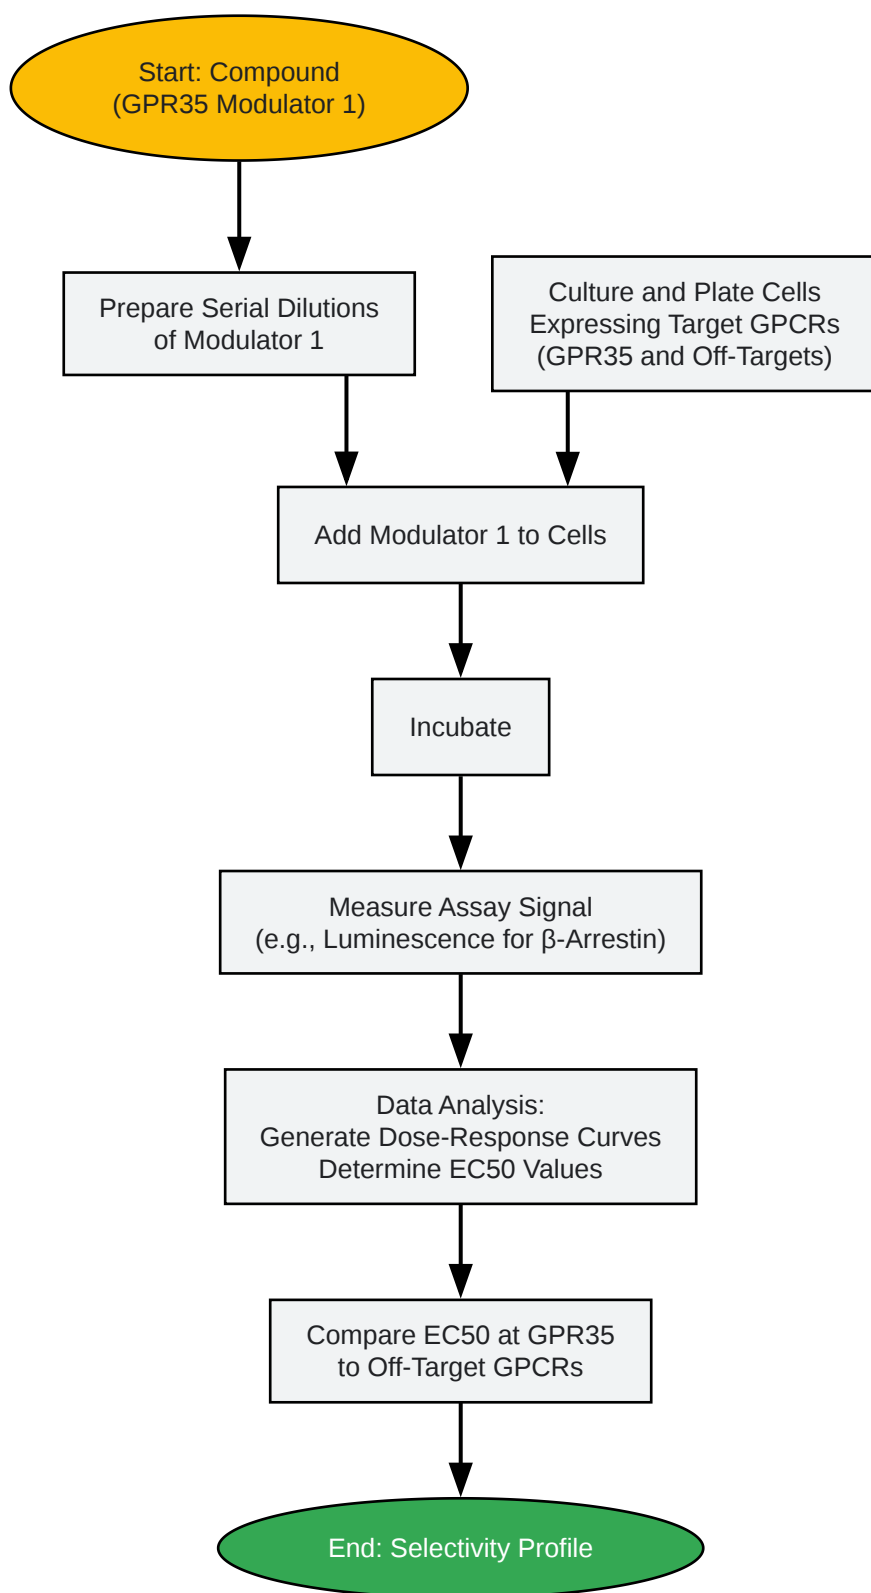 Start: Compound
(GPR35 Modulator 1)
Prepare Serial Dilutions
of Modulator 1
Culture and Plate Cells
Expressing Target GPCRs
(GPR35 and Off-Targets)
Add Modulator 1 to Cells
Incubate
Measure Assay Signal
(e.g., Luminescence for β-Arrestin)
Data Analysis:
Generate Dose-Response Curves
Determine EC50 Values
Compare EC50 at GPR35
to Off-Target GPCRs
End: Selectivity Profile